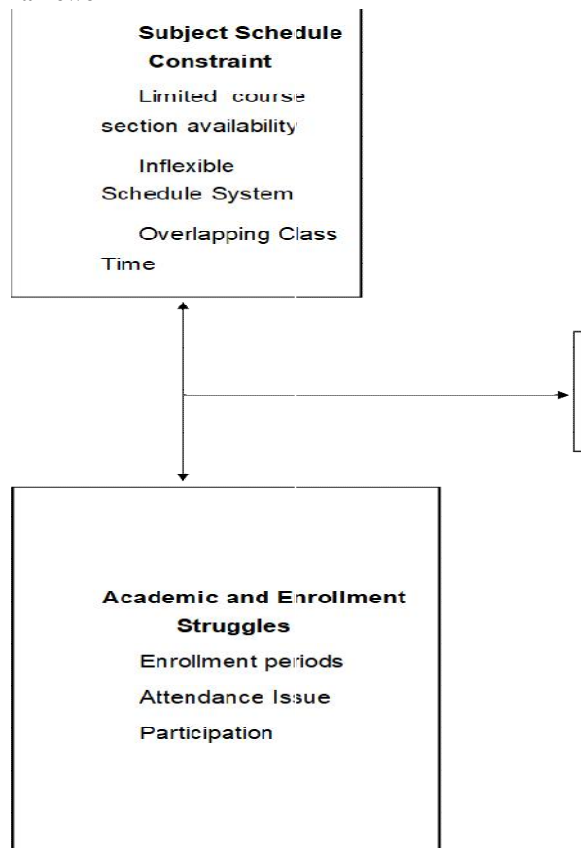 Subject Schedule
Constraint
Limited course
section availability
Inflexible
Schedule System
Overlapping Class
Time
Academic and Enrollment
Struggles
Enrollment periods
Attendance Issue
Participation